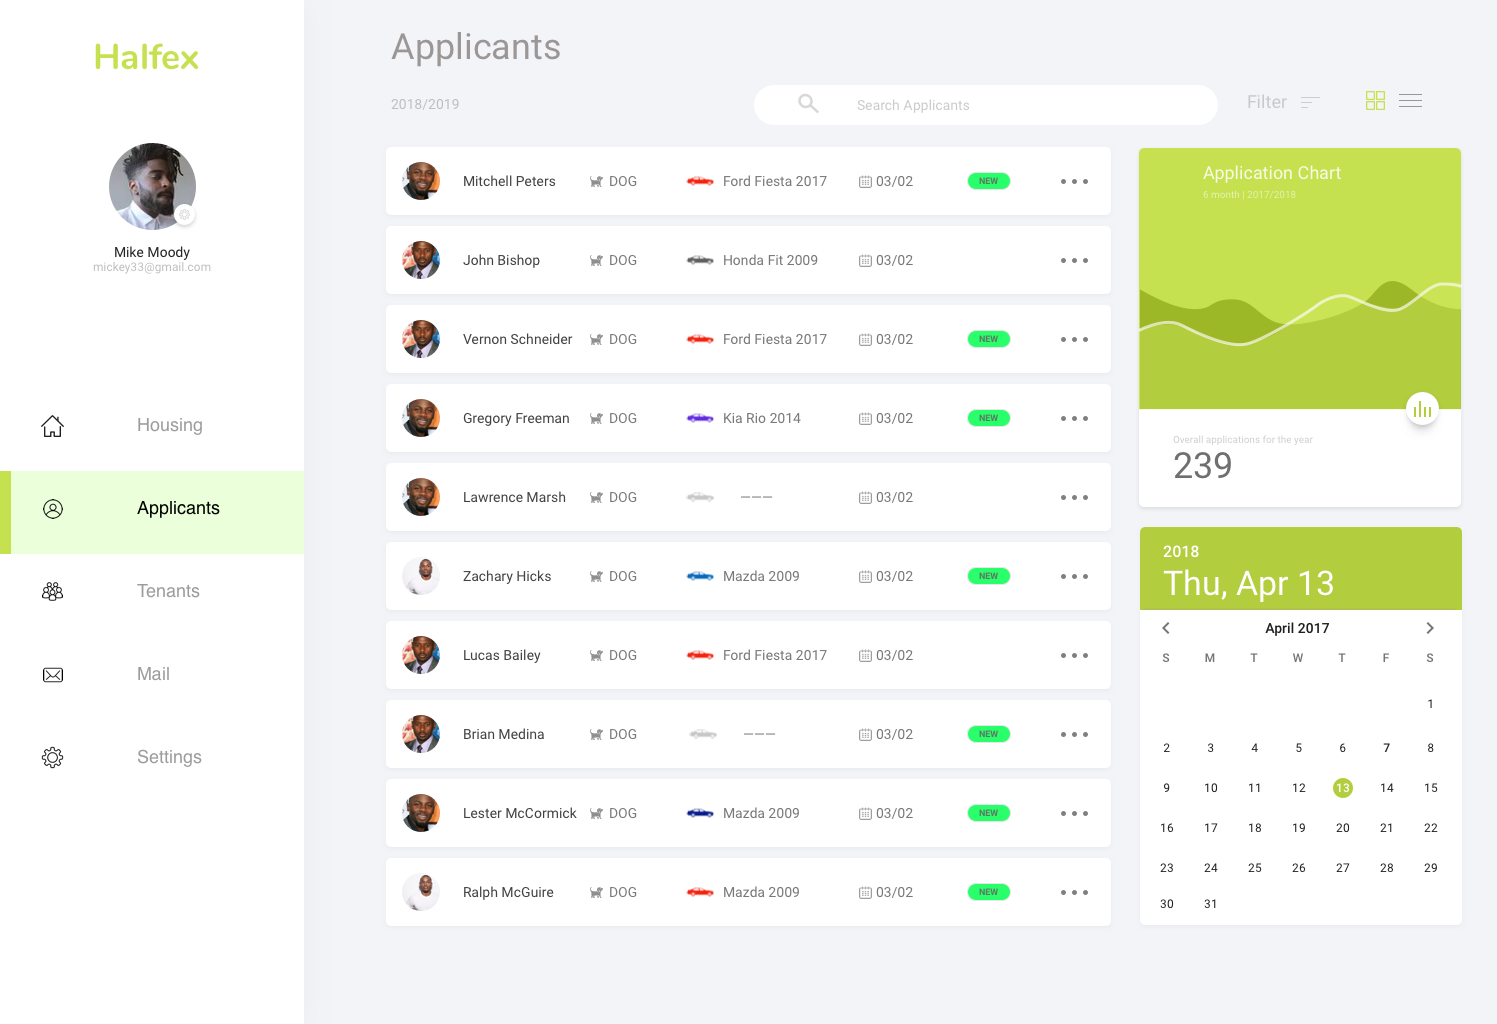 Halfex
Mike Moody
mickey33@gmail.com
Housing
Applicants
Tenants
Mail
Settings
Applicants
2018/2019
Search Applicants
Filter
Mitchell Peters DOG Ford Fiesta 2017 03/02 NEW
John Bishop DOG Honda Fit 2009 03/02
Vernon Schneider DOG Ford Fiesta 2017 03/02 NEW
Gregory Freeman DOG Kia Rio 2014 03/02 NEW
Lawrence Marsh DOG ––– 03/02
Zachary Hicks DOG Mazda 2009 03/02 NEW
Lucas Bailey DOG Ford Fiesta 2017 03/02
Brian Medina DOG ––– 03/02 NEW
Lester McCormick DOG Mazda 2009 03/02 NEW
Ralph McGuire DOG Mazda 2009 03/02 NEW
Application Chart
6 month | 2017/2018
Overall applications for the year
239
2018
Thu, Apr 13
April 2017
S M T W T F S
1
2 3 4 5 6 7 8
9 10 11 12 13 14 15
16 17 18 19 20 21 22
23 24 25 26 27 28 29
30 31